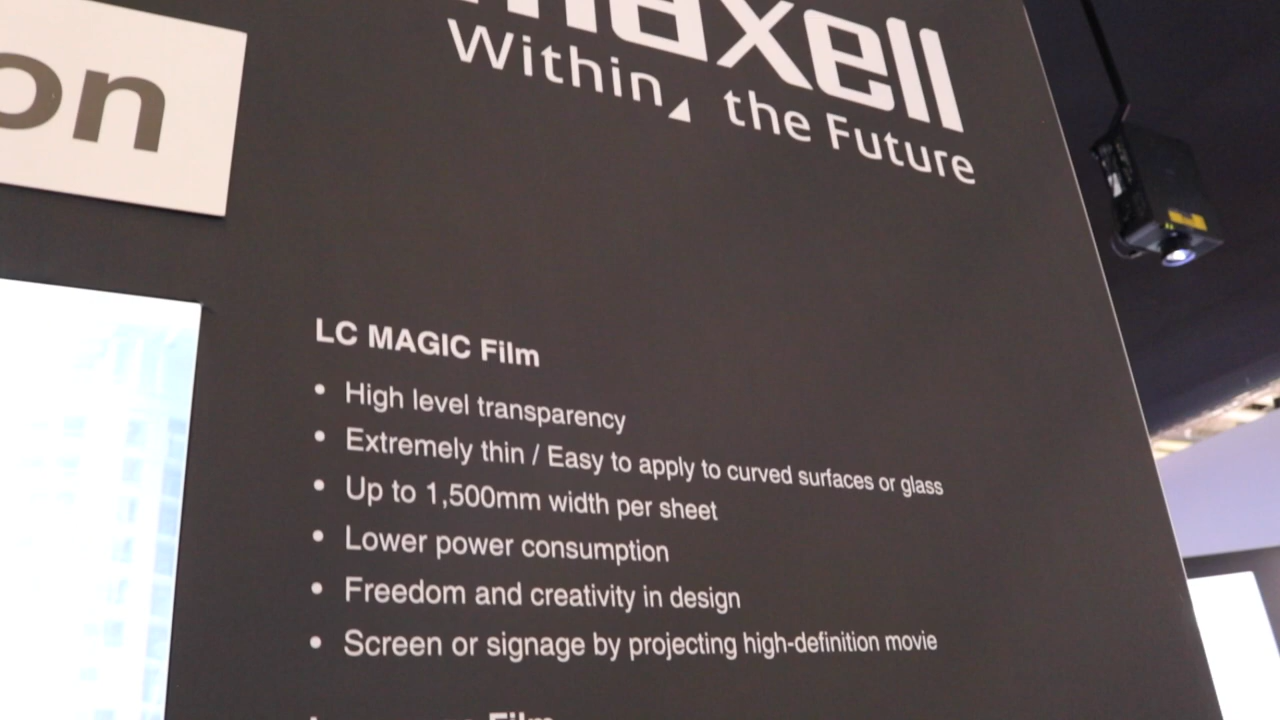 on
maxell
Within, the Future
LC MAGIC Film
• High level transparency
• Extremely thin / Easy to apply to curved surfaces or glass
• Up to 1,500mm width per sheet
• Lower power consumption
• Freedom and creativity in design
• Screen or signage by projecting high-definition movie
Film